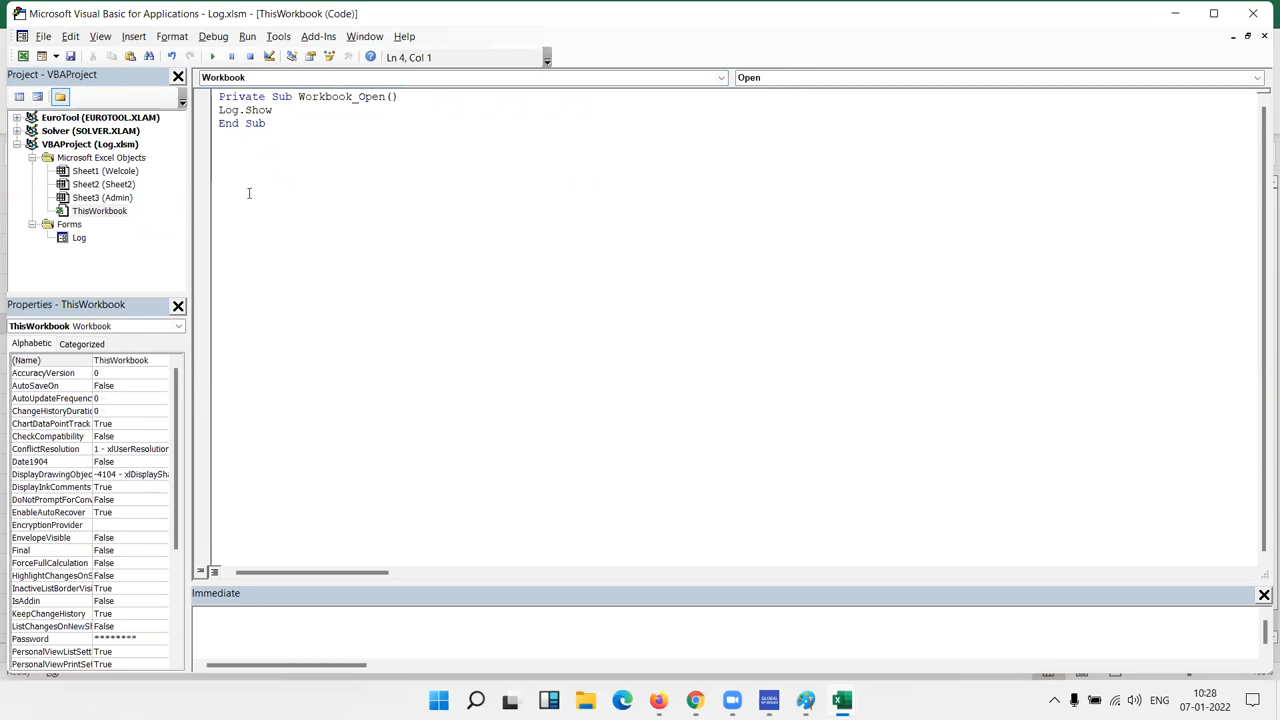 Microsoft Visual Basic for Applications - Log.xlsm - [ThisWorkbook (Code)]
File Edit View Insert Format Debug Run Tools Add-Ins Window Help
Ln 4, Col 1
Project - VBAProject
EuroTool (EUROTOOL.XLAM)
Solver (SOLVER.XLAM)
VBAProject (Log.xlsm)
Microsoft Excel Objects
Sheet1 (Welcole)
Sheet2 (Sheet2)
Sheet3 (Admin)
ThisWorkbook
Forms
Log
Workbook
Open
Private Sub Workbook_Open()
Log.Show
End Sub
Properties - ThisWorkbook
ThisWorkbook Workbook
Alphabetic Categorized
(Name) ThisWorkbook
AccuracyVersion 0
AutoSaveOn False
AutoUpdateFrequenc 0
ChangeHistoryDuratic 0
ChartDataPointTrack True
CheckCompatibility False
ConflictResolution 1 - xlUserResolution
Date1904 False
DisplayDrawingObjec -4104 - xlDisplaySha
DisplayInkComments True
DoNotPromptForConv False
EnableAutoRecover True
EncryptionProvider
EnvelopeVisible False
Final False
ForceFullCalculation False
HighlightChangesOnS False
InactiveListBorderVis True
IsAddin False
KeepChangeHistory True
ListChangesOnNewSl False
Password ********
PersonalViewListSett True
PersonalViewPrintSet True
Immediate
ENG
10:28
07-01-2022